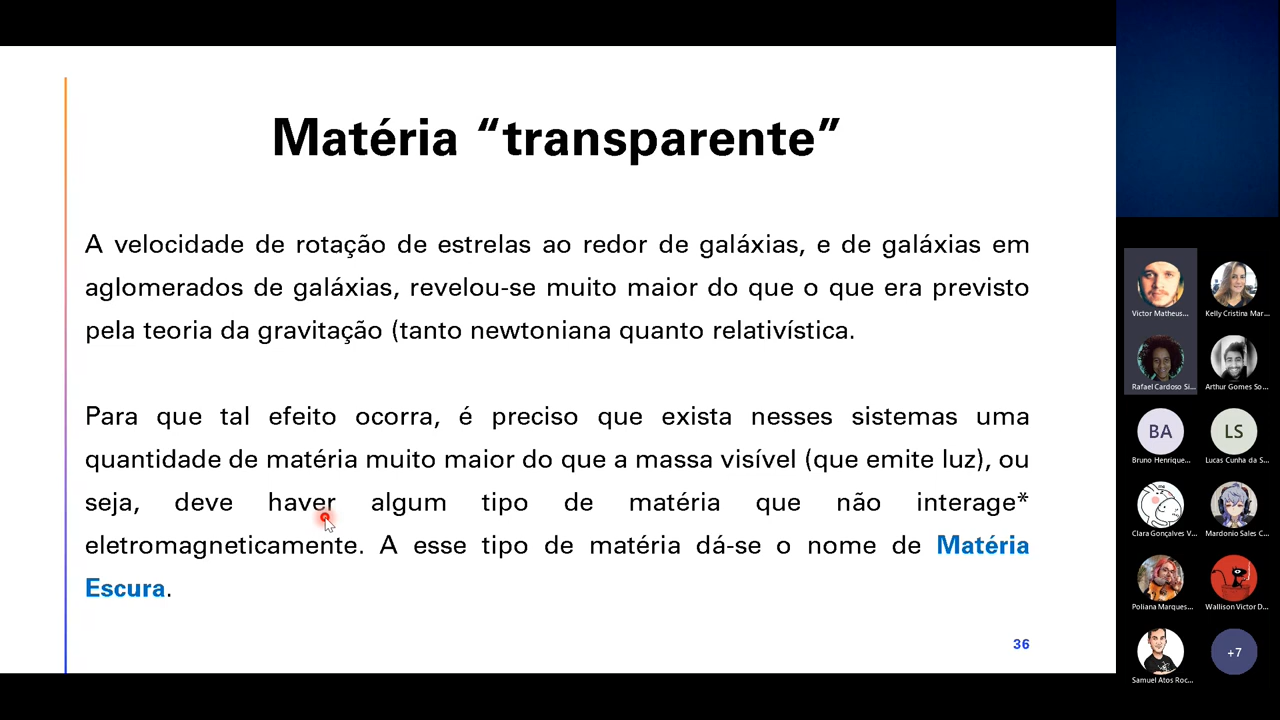 Matéria “transparente”
A velocidade de rotação de estrelas ao redor de galáxias, e de galáxias em
aglomerados de galáxias, revelou-se muito maior do que o que era previsto
pela teoria da gravitação (tanto newtoniana quanto relativística.
Para que tal efeito ocorra, é preciso que exista nesses sistemas uma
quantidade de matéria muito maior do que a massa visível (que emite luz), ou
seja, deve haver algum tipo de matéria que não interage*
eletromagneticamente. A esse tipo de matéria dá-se o nome de Matéria
Escura.
36
Victor Matheus...
Kelly Cristina Mar...
Rafael Cardoso Si...
Arthur Gomes So...
BA
LS
Bruno Henrique...
Lucas Cunha da S...
Clara Gonçalves V...
Mardonio Sales C...
Poliana Marques...
Wallison Victor D...
+7
Samuel Atos Roc...